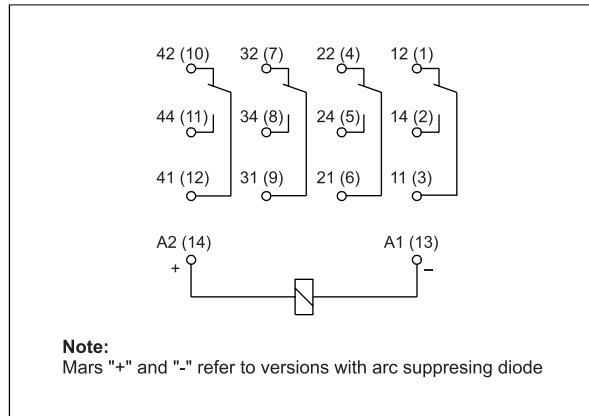 42 (10) 32 (7) 22 (4) 12 (1)
44 (11) 34 (8) 24 (5) 14 (2)
41 (12) 31 (9) 21 (6) 11 (3)
A2 (14) A1 (13)
+ –
Note:
Mars "+" and "-" refer to versions with arc suppresing diode